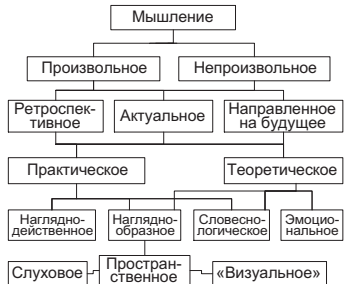 Мышление
Произвольное
Непроизвольное
Ретроспек-
тивное
Актуальное
Направленное
на будущее
Практическое
Теоретическое
Наглядно-
действенное
Наглядно-
образное
Словесно-
логическое
Эмоцио-
нальное
Слуховое
Простран-
ственное
«Визуальное»